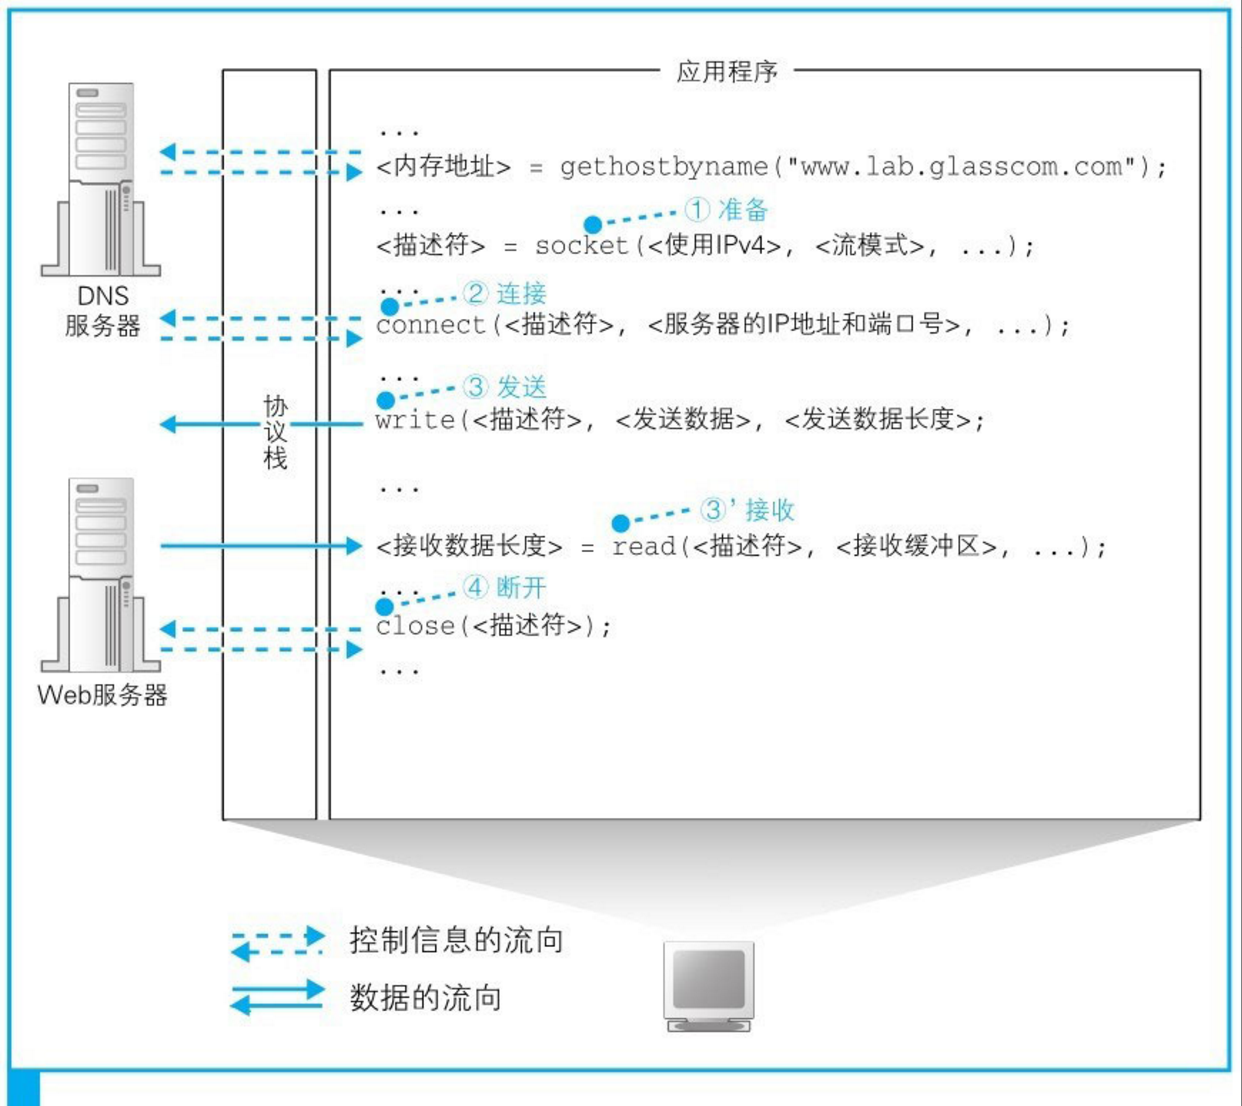 应用程序
...
<内存地址> = gethostbyname("www.lab.glasscom.com");
...
① 准备
<描述符> = socket(<使用IPv4>, <流模式>, ...);
DNS
服务器
...
② 连接
connect(<描述符>, <服务器的IP地址和端口号>, ...);
...
③ 发送
write(<描述符>, <发送数据>, <发送数据长度>;
协议栈
...
③’接收
<接收数据长度> = read(<描述符>, <接收缓冲区>, ...);
...
④ 断开
close(<描述符>);
...
Web服务器
控制信息的流向
数据的流向